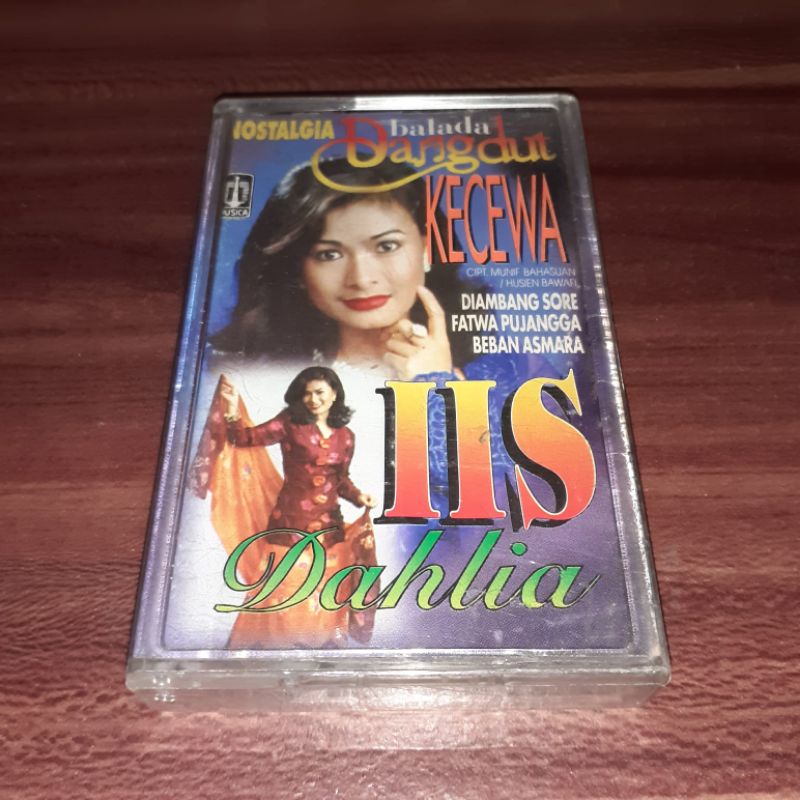 NOSTALGIA
balada
Dangdut
MUSICA
KECEWA
CIPT. MUNIF BAHASUAN
/ HUSIEN BAWAFI
DIAMBANG SORE
FATWA PUJANGGA
BEBAN ASMARA
IIS
Dahlia